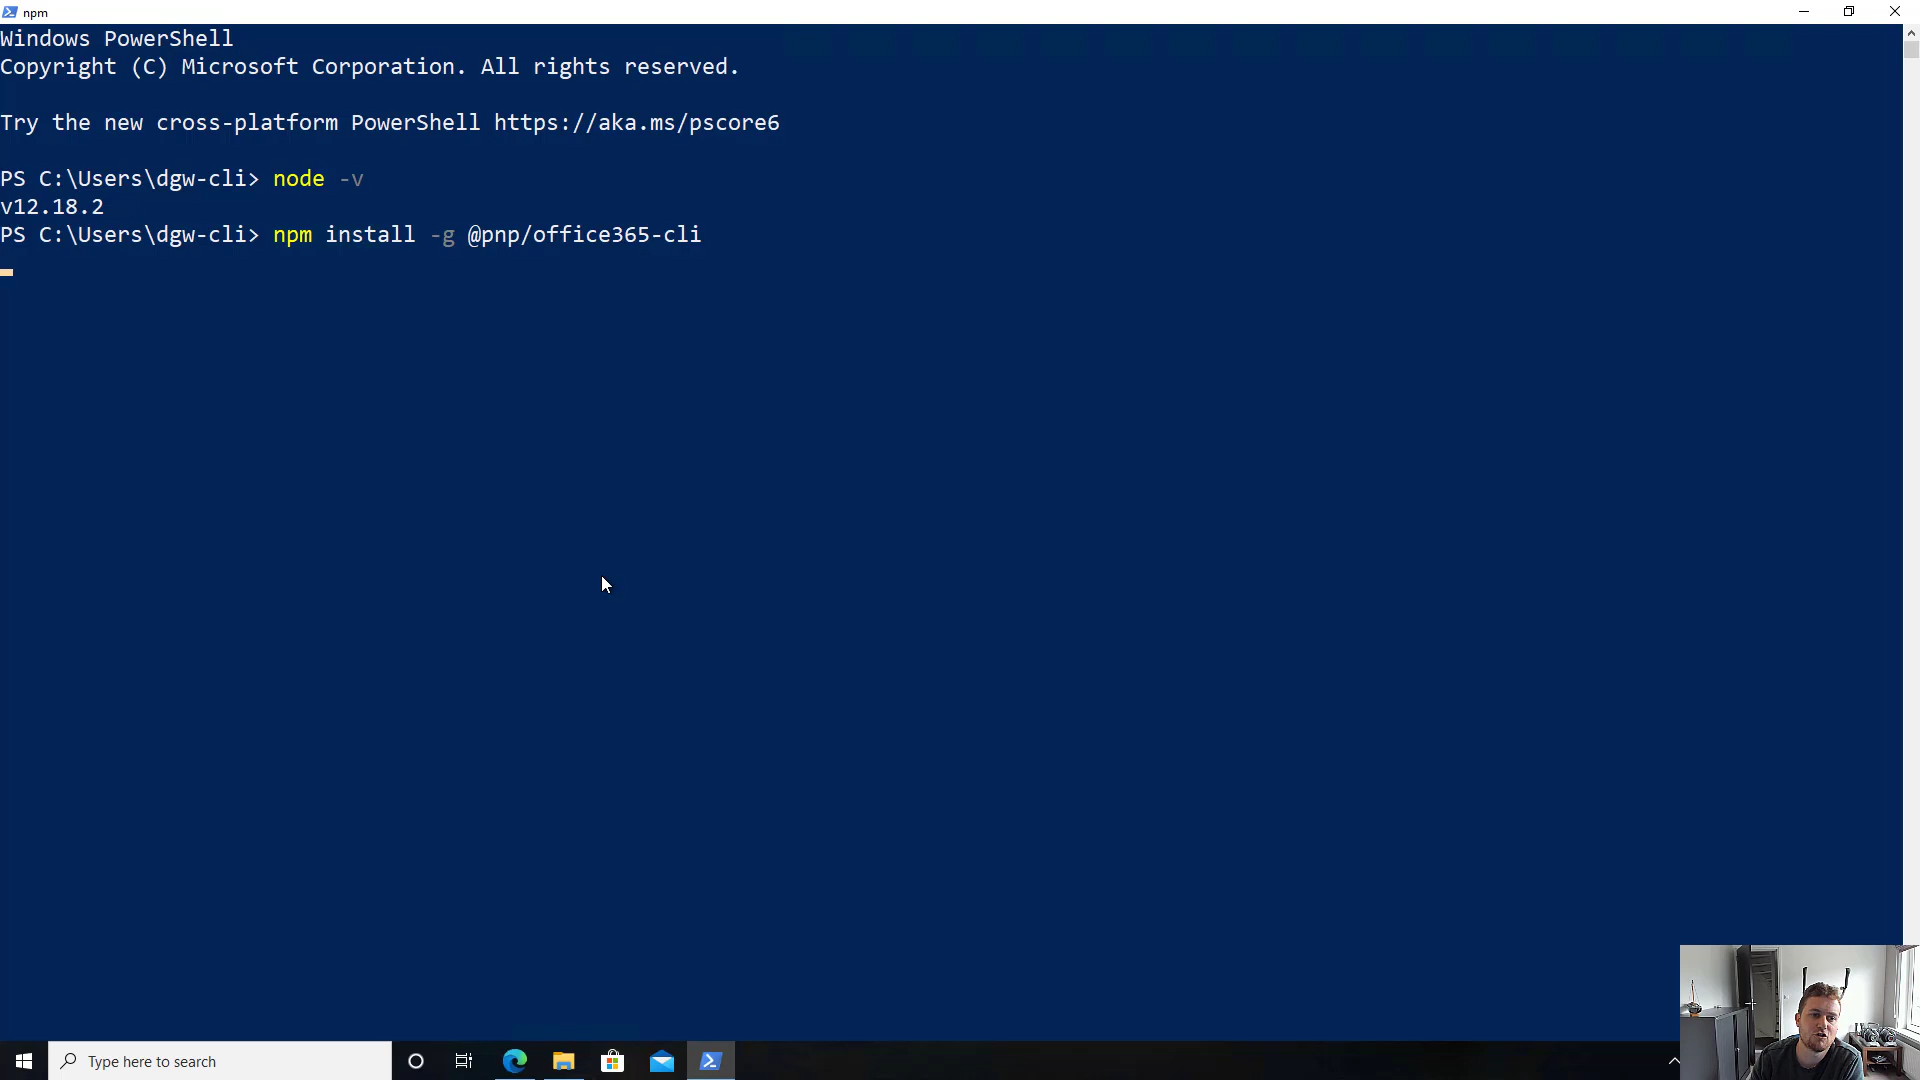 npm
Windows PowerShell
Copyright (C) Microsoft Corporation. All rights reserved.
Try the new cross-platform PowerShell https://aka.ms/pscore6
PS C:\Users\dgw-cli> node -v
v12.18.2
PS C:\Users\dgw-cli> npm install -g @pnp/office365-cli
Type here to search